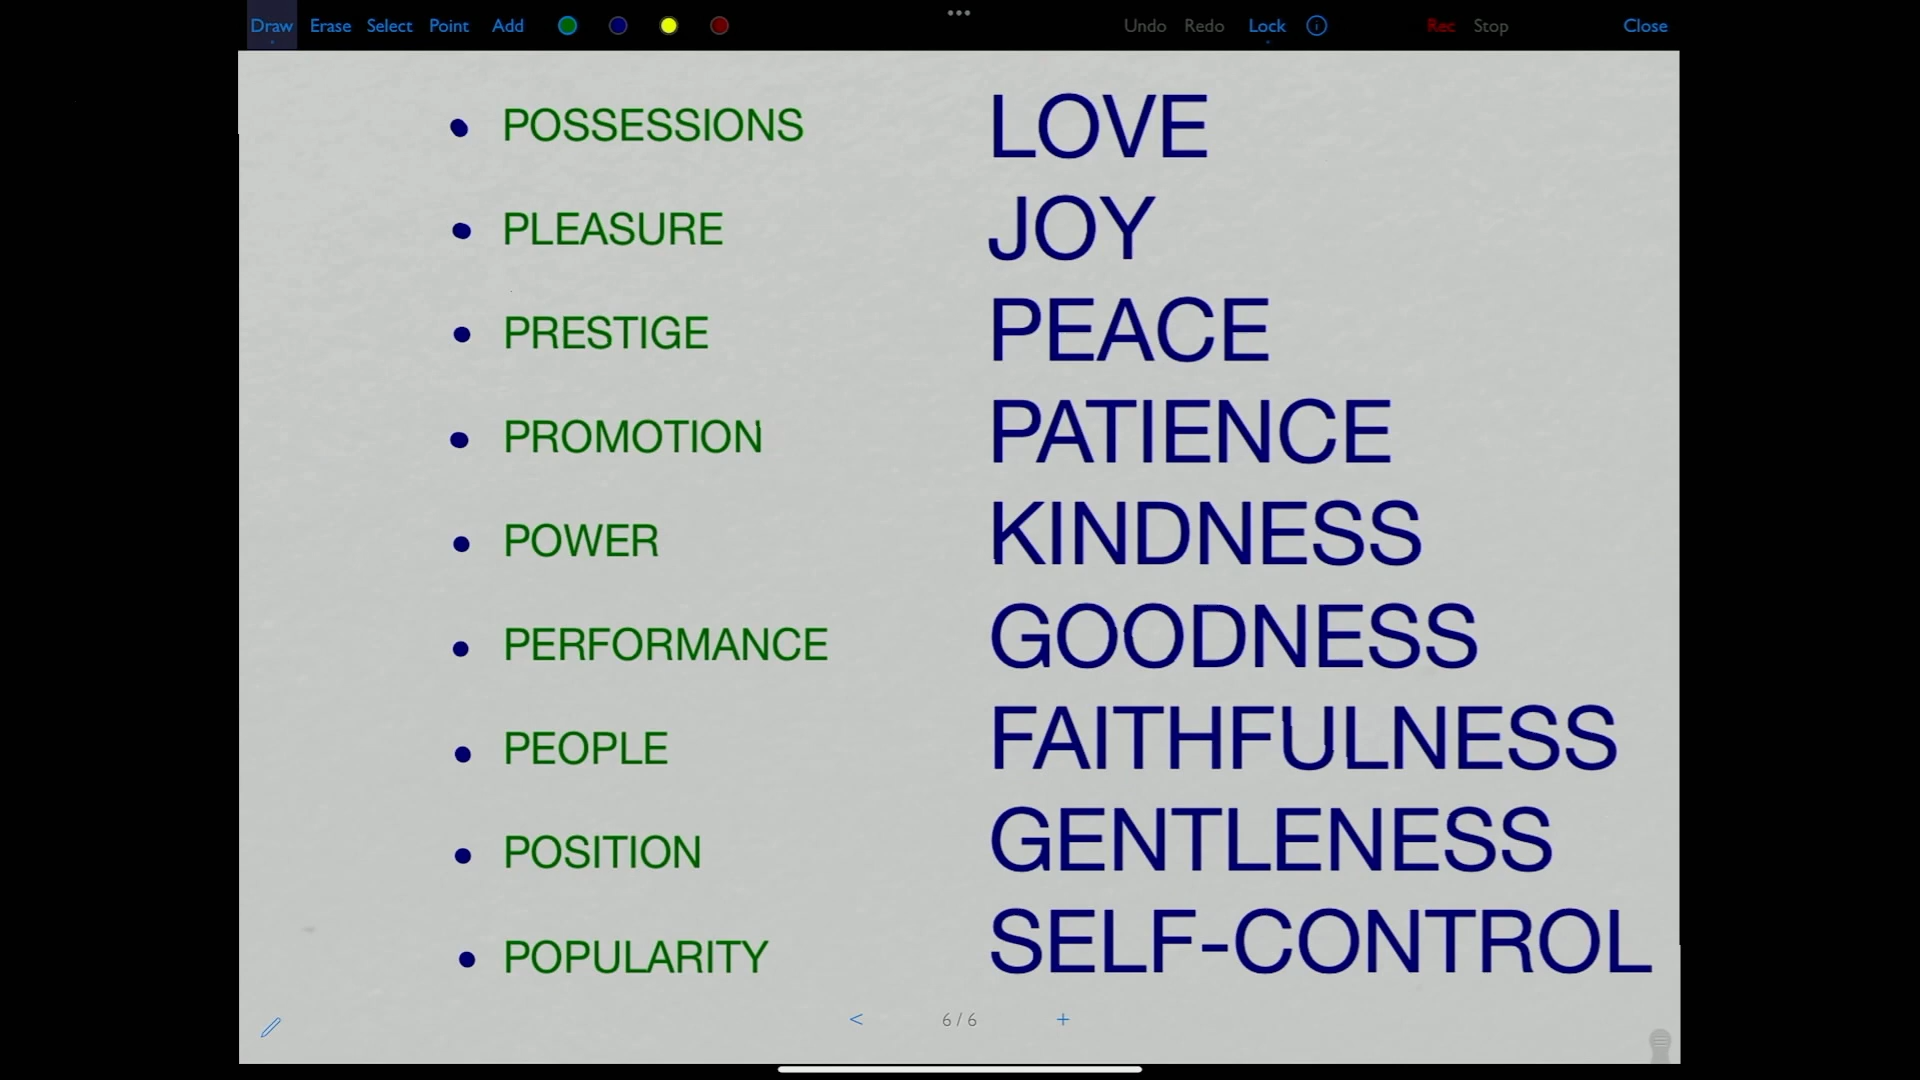 Draw Erase Select Point Add Undo Redo Lock Rec Stop Close
• POSSESSIONS LOVE
• PLEASURE JOY
• PRESTIGE PEACE
• PROMOTION PATIENCE
• POWER KINDNESS
• PERFORMANCE GOODNESS
• PEOPLE FAITHFULNESS
• POSITION GENTLENESS
• POPULARITY SELF-CONTROL
< 6 / 6 +